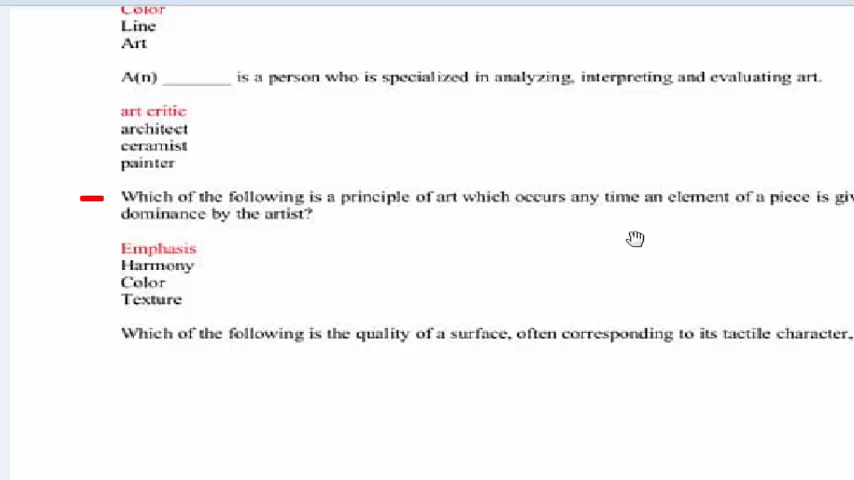 Color
Line
Art
A(n) ________ is a person who is specialized in analyzing, interpreting and evaluating art.
art critic
architect
ceramist
painter
Which of the following is a principle of art which occurs any time an element of a piece is giv
dominance by the artist?
Emphasis
Harmony
Color
Texture
Which of the following is the quality of a surface, often corresponding to its tactile character,